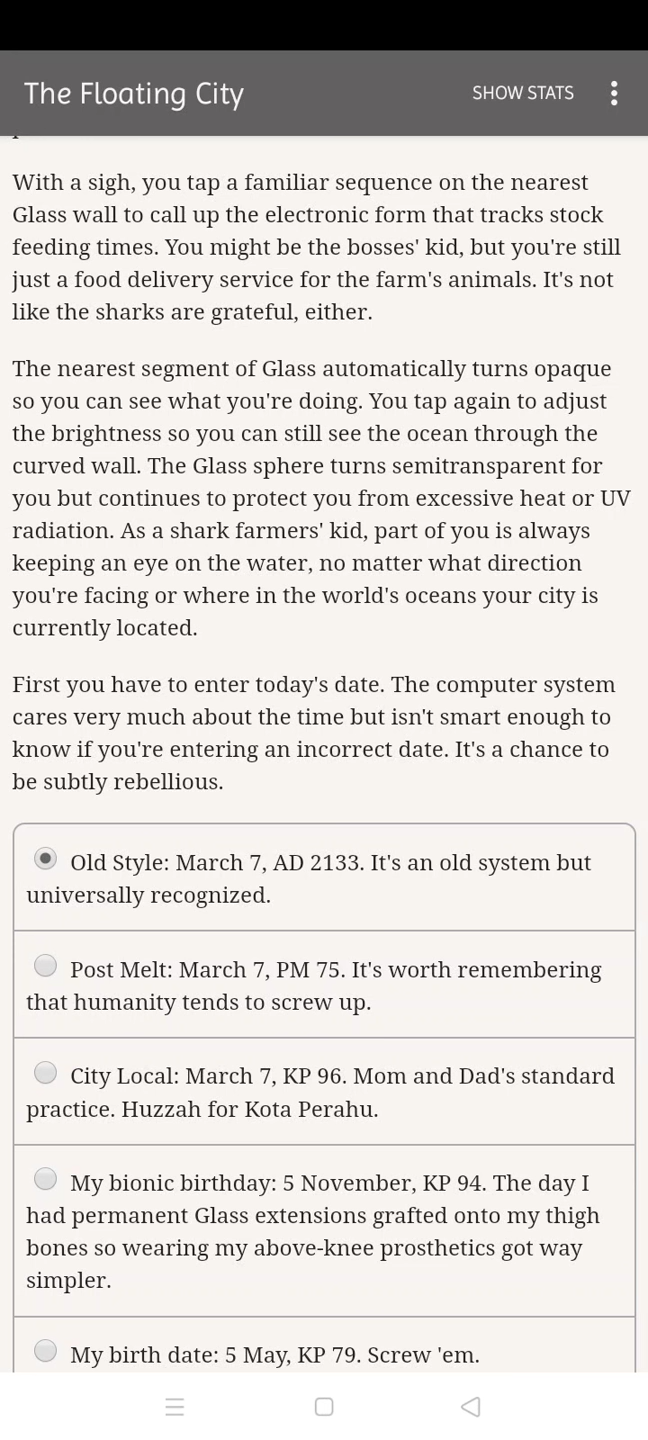 The Floating City
SHOW STATS
With a sigh, you tap a familiar sequence on the nearest
Glass wall to call up the electronic form that tracks stock
feeding times. You might be the bosses' kid, but you're still
just a food delivery service for the farm's animals. It's not
like the sharks are grateful, either.
The nearest segment of Glass automatically turns opaque
so you can see what you're doing. You tap again to adjust
the brightness so you can still see the ocean through the
curved wall. The Glass sphere turns semitransparent for
you but continues to protect you from excessive heat or UV
radiation. As a shark farmers' kid, part of you is always
keeping an eye on the water, no matter what direction
you're facing or where in the world's oceans your city is
currently located.
First you have to enter today's date. The computer system
cares very much about the time but isn't smart enough to
know if you're entering an incorrect date. It's a chance to
be subtly rebellious.
Old Style: March 7, AD 2133. It's an old system but
universally recognized.
Post Melt: March 7, PM 75. It's worth remembering
that humanity tends to screw up.
City Local: March 7, KP 96. Mom and Dad's standard
practice. Huzzah for Kota Perahu.
My bionic birthday: 5 November, KP 94. The day I
had permanent Glass extensions grafted onto my thigh
bones so wearing my above-knee prosthetics got way
simpler.
My birth date: 5 May, KP 79. Screw 'em.